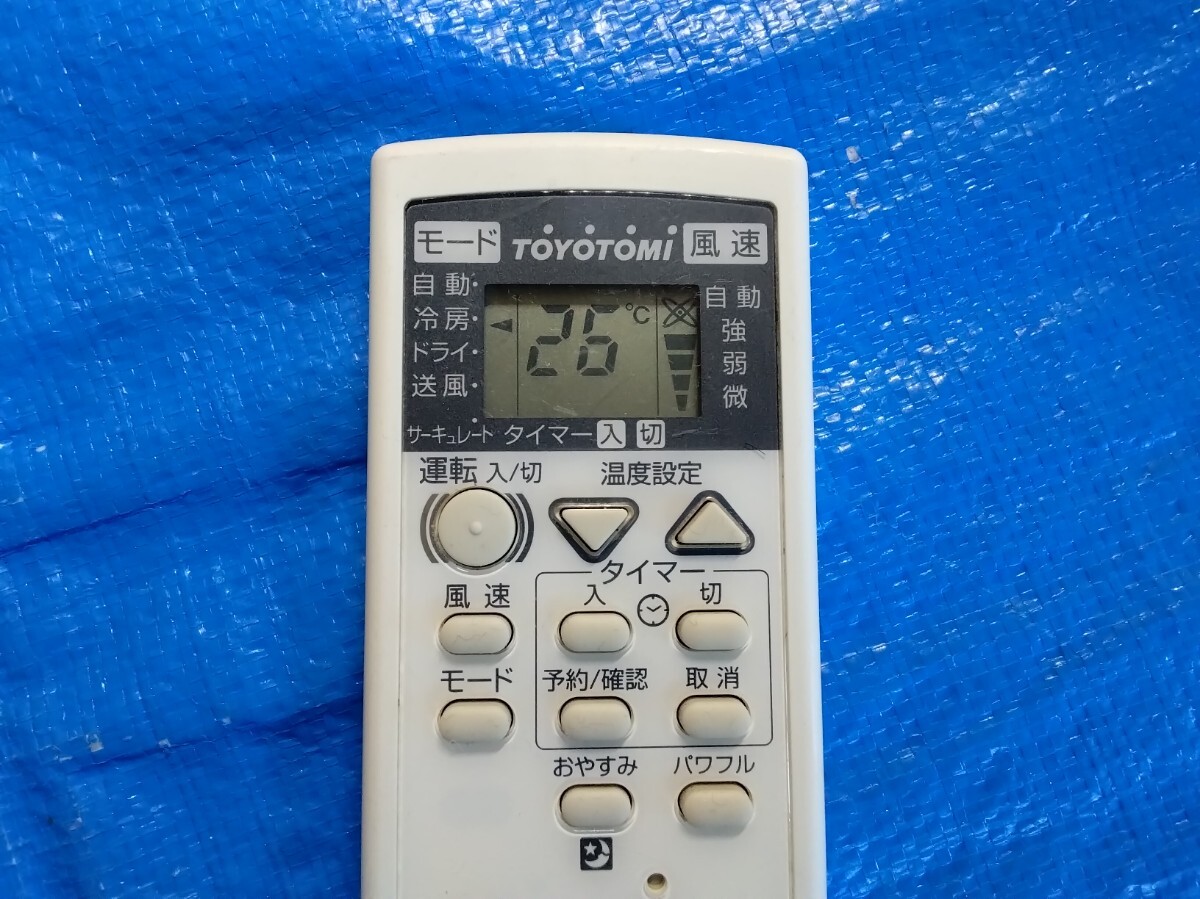 モード TOYOTOMI 風速
自動
冷房
ドライ
送風
サーキュレート
26℃
自動
強
弱
微
タイマー 入 切
運転 入/切 温度設定
タイマー
風速 入 切
モード 予約/確認 取消
おやすみ パワフル